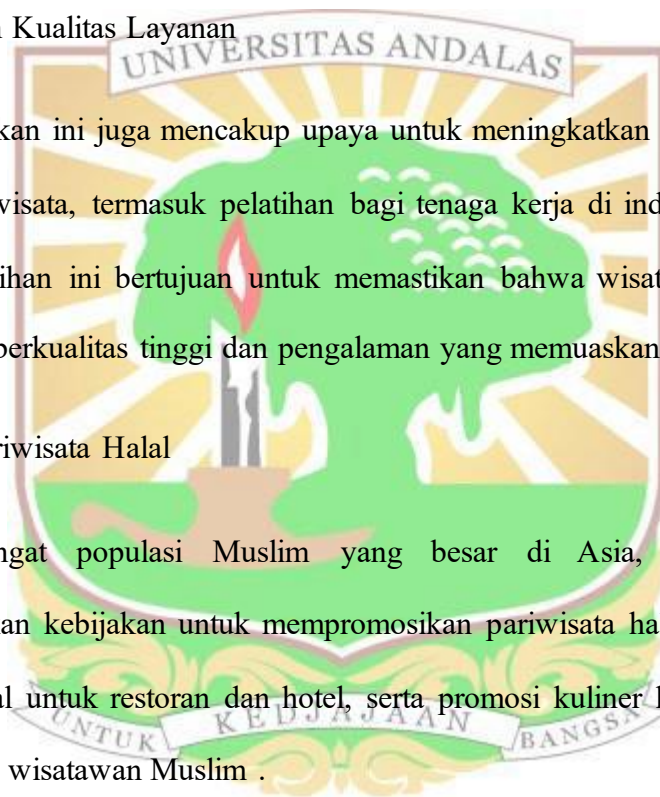 n Kualitas Layanan
UNIVERSITAS ANDALAS
kan ini juga mencakup upaya untuk meningkatkan
wisata, termasuk pelatihan bagi tenaga kerja di ind
ihan ini bertujuan untuk memastikan bahwa wisat
berkualitas tinggi dan pengalaman yang memuaskan
riwisata Halal
ngat populasi Muslim yang besar di Asia,
an kebijakan untuk mempromosikan pariwisata ha
al untuk restoran dan hotel, serta promosi kuliner
UNTUK KEDJAJAAN BANGSA
wisatawan Muslim .